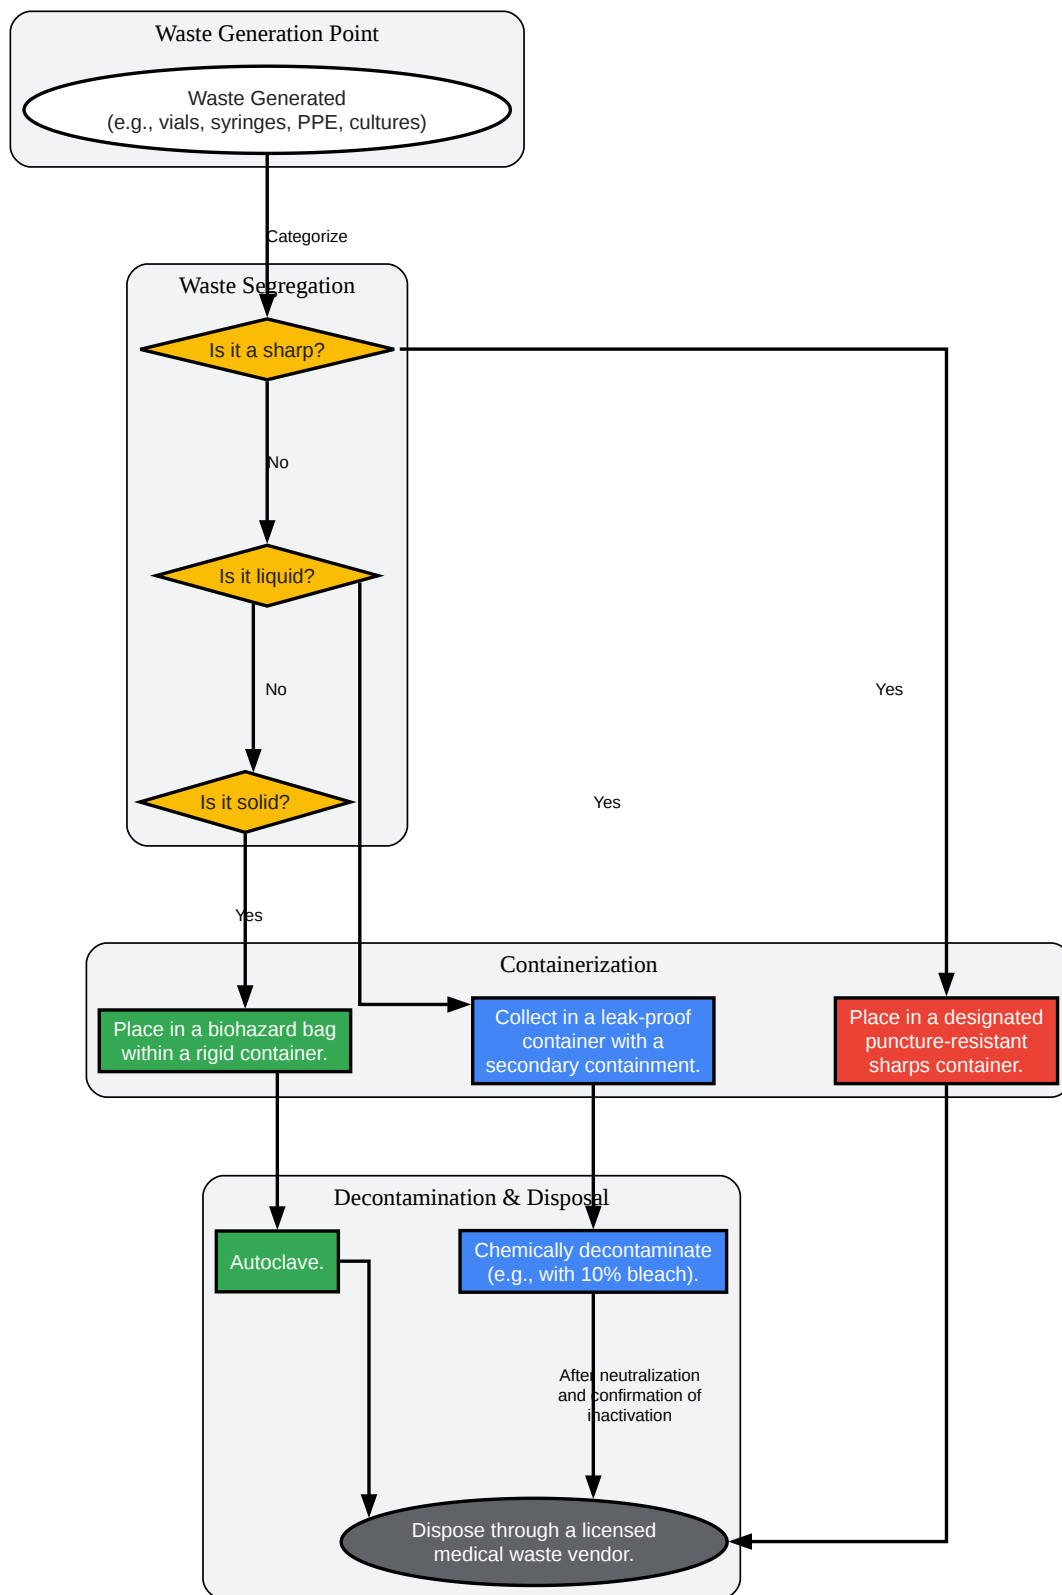 Waste Generation Point
Waste Generated
(e.g., vials, syringes, PPE, cultures)
Categorize
Waste Segregation
Is it a sharp?
No
Is it liquid?
No
Yes
Is it solid?
Yes
Yes
Containerization
Place in a biohazard bag
within a rigid container.
Collect in a leak-proof
container with a
secondary containment.
Place in a designated
puncture-resistant
sharps container.
Decontamination & Disposal
Autoclave.
Chemically decontaminate
(e.g., with 10% bleach).
After neutralization
and confirmation of
inactivation
Dispose through a licensed
medical waste vendor.